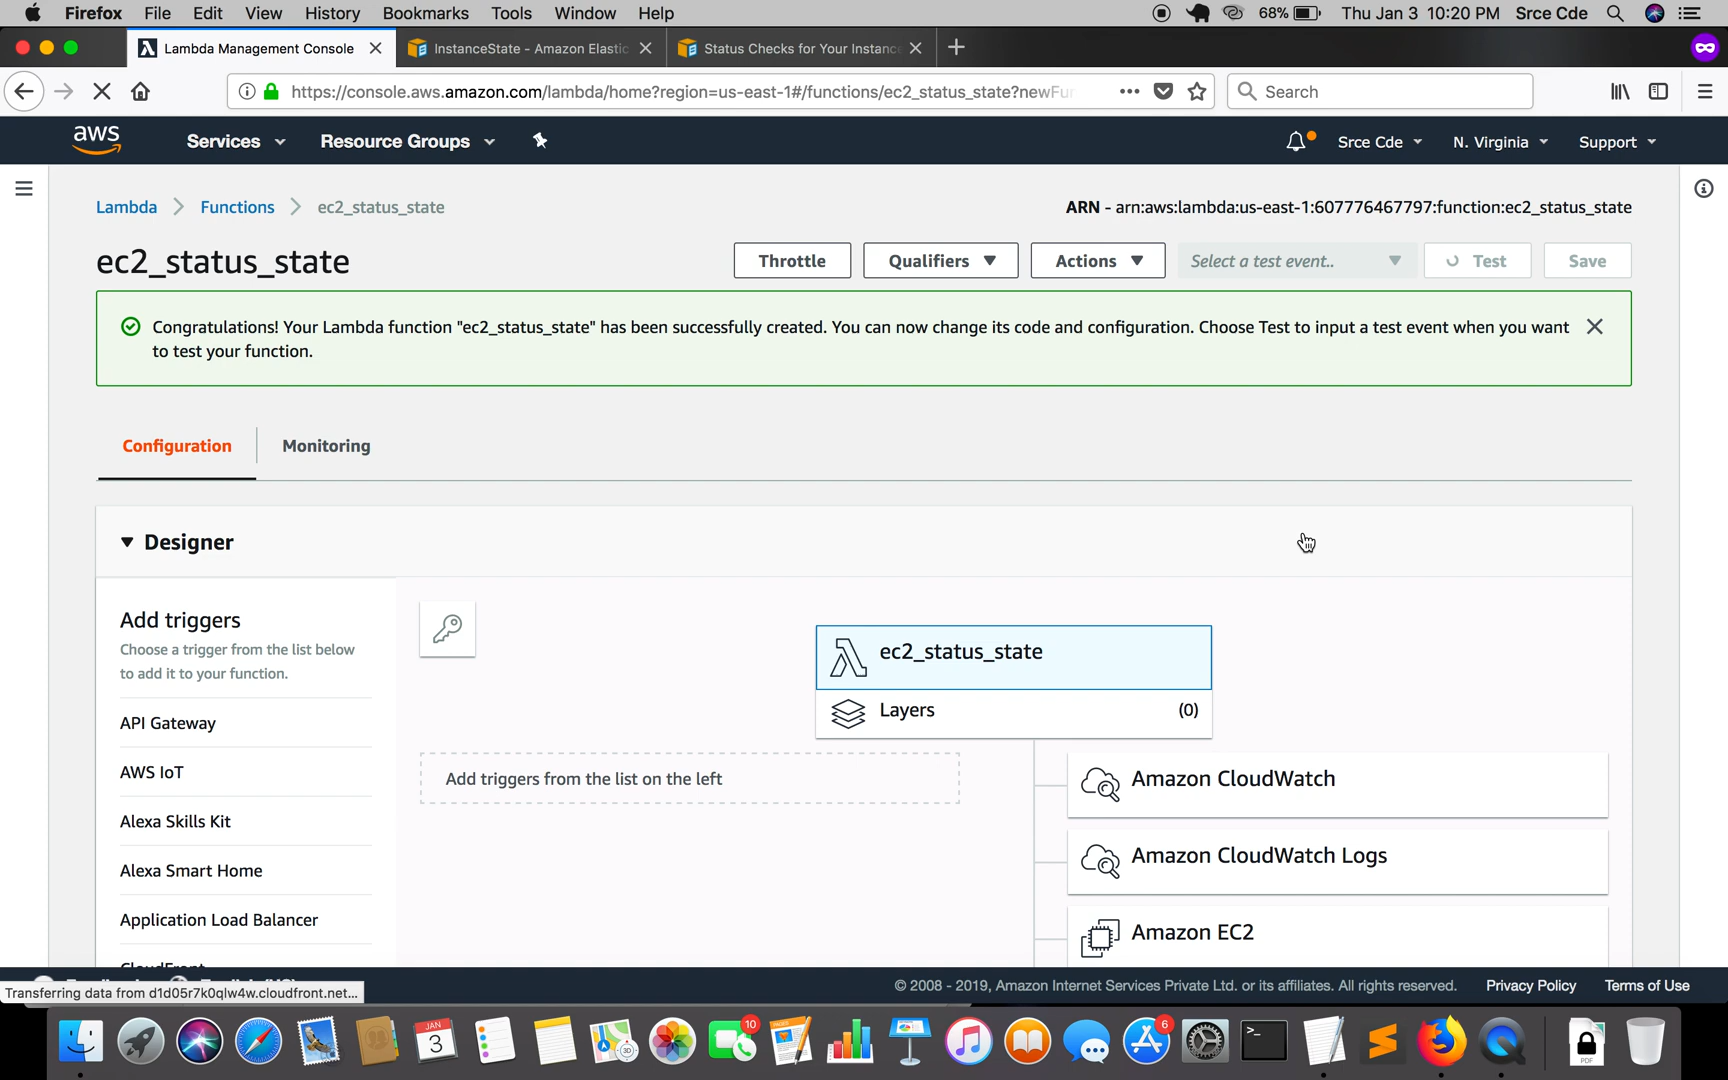 Firefox File Edit View History Bookmarks Tools Window Help 68% Thu Jan 3 10:20 PM Srce Cde
Lambda Management Console InstanceState - Amazon Elastic Status Checks for Your Instance
https://console.aws.amazon.com/lambda/home?region=us-east-1#/functions/ec2_status_state?newFun Search
aws Services Resource Groups Srce Cde N. Virginia Support
Lambda Functions ec2_status_state ARN - arn:aws:lambda:us-east-1:607776467797:function:ec2_status_state
ec2_status_state Throttle Qualifiers Actions Select a test event.. Test Save
Congratulations! Your Lambda function "ec2_status_state" has been successfully created. You can now change its code and configuration. Choose Test to input a test event when you want
to test your function.
Configuration Monitoring
Designer
Add triggers
Choose a trigger from the list below
to add it to your function.
ec2_status_state
Layers (0)
API Gateway
AWS IoT
Add triggers from the list on the left
Amazon CloudWatch
Alexa Skills Kit
Amazon CloudWatch Logs
Alexa Smart Home
Application Load Balancer
Amazon EC2
CloudFront
© 2008 - 2019, Amazon Internet Services Private Ltd. or its affiliates. All rights reserved. Privacy Policy Terms of Use
Transferring data from d1d05r7k0qlw4w.cloudfront.net...
JAN
3
3D
10
6
>_
PDF